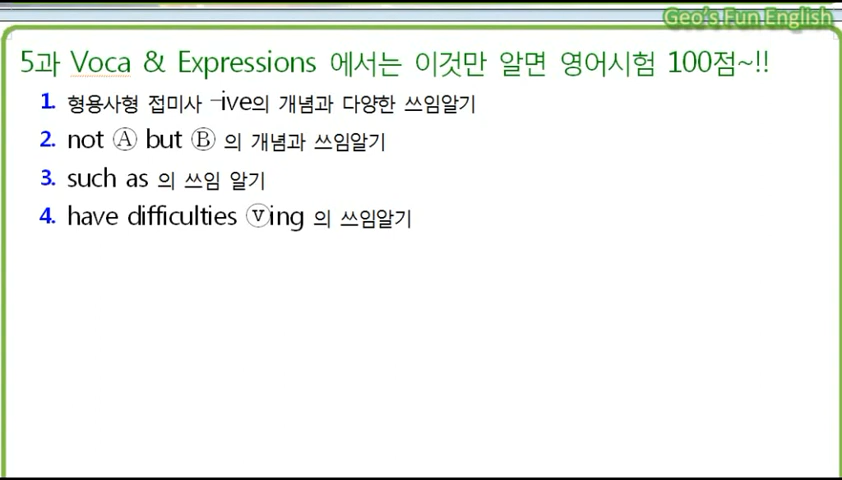 Geo's Fun English
5과 Voca & Expressions 에서는 이것만 알면 영어시험 100점~!!
1. 형용사형 접미사 –ive의 개념과 다양한 쓰임알기
2. not Ⓐ but Ⓑ 의 개념과 쓰임알기
3. such as 의 쓰임 알기
4. have difficulties ⓥing 의 쓰임알기